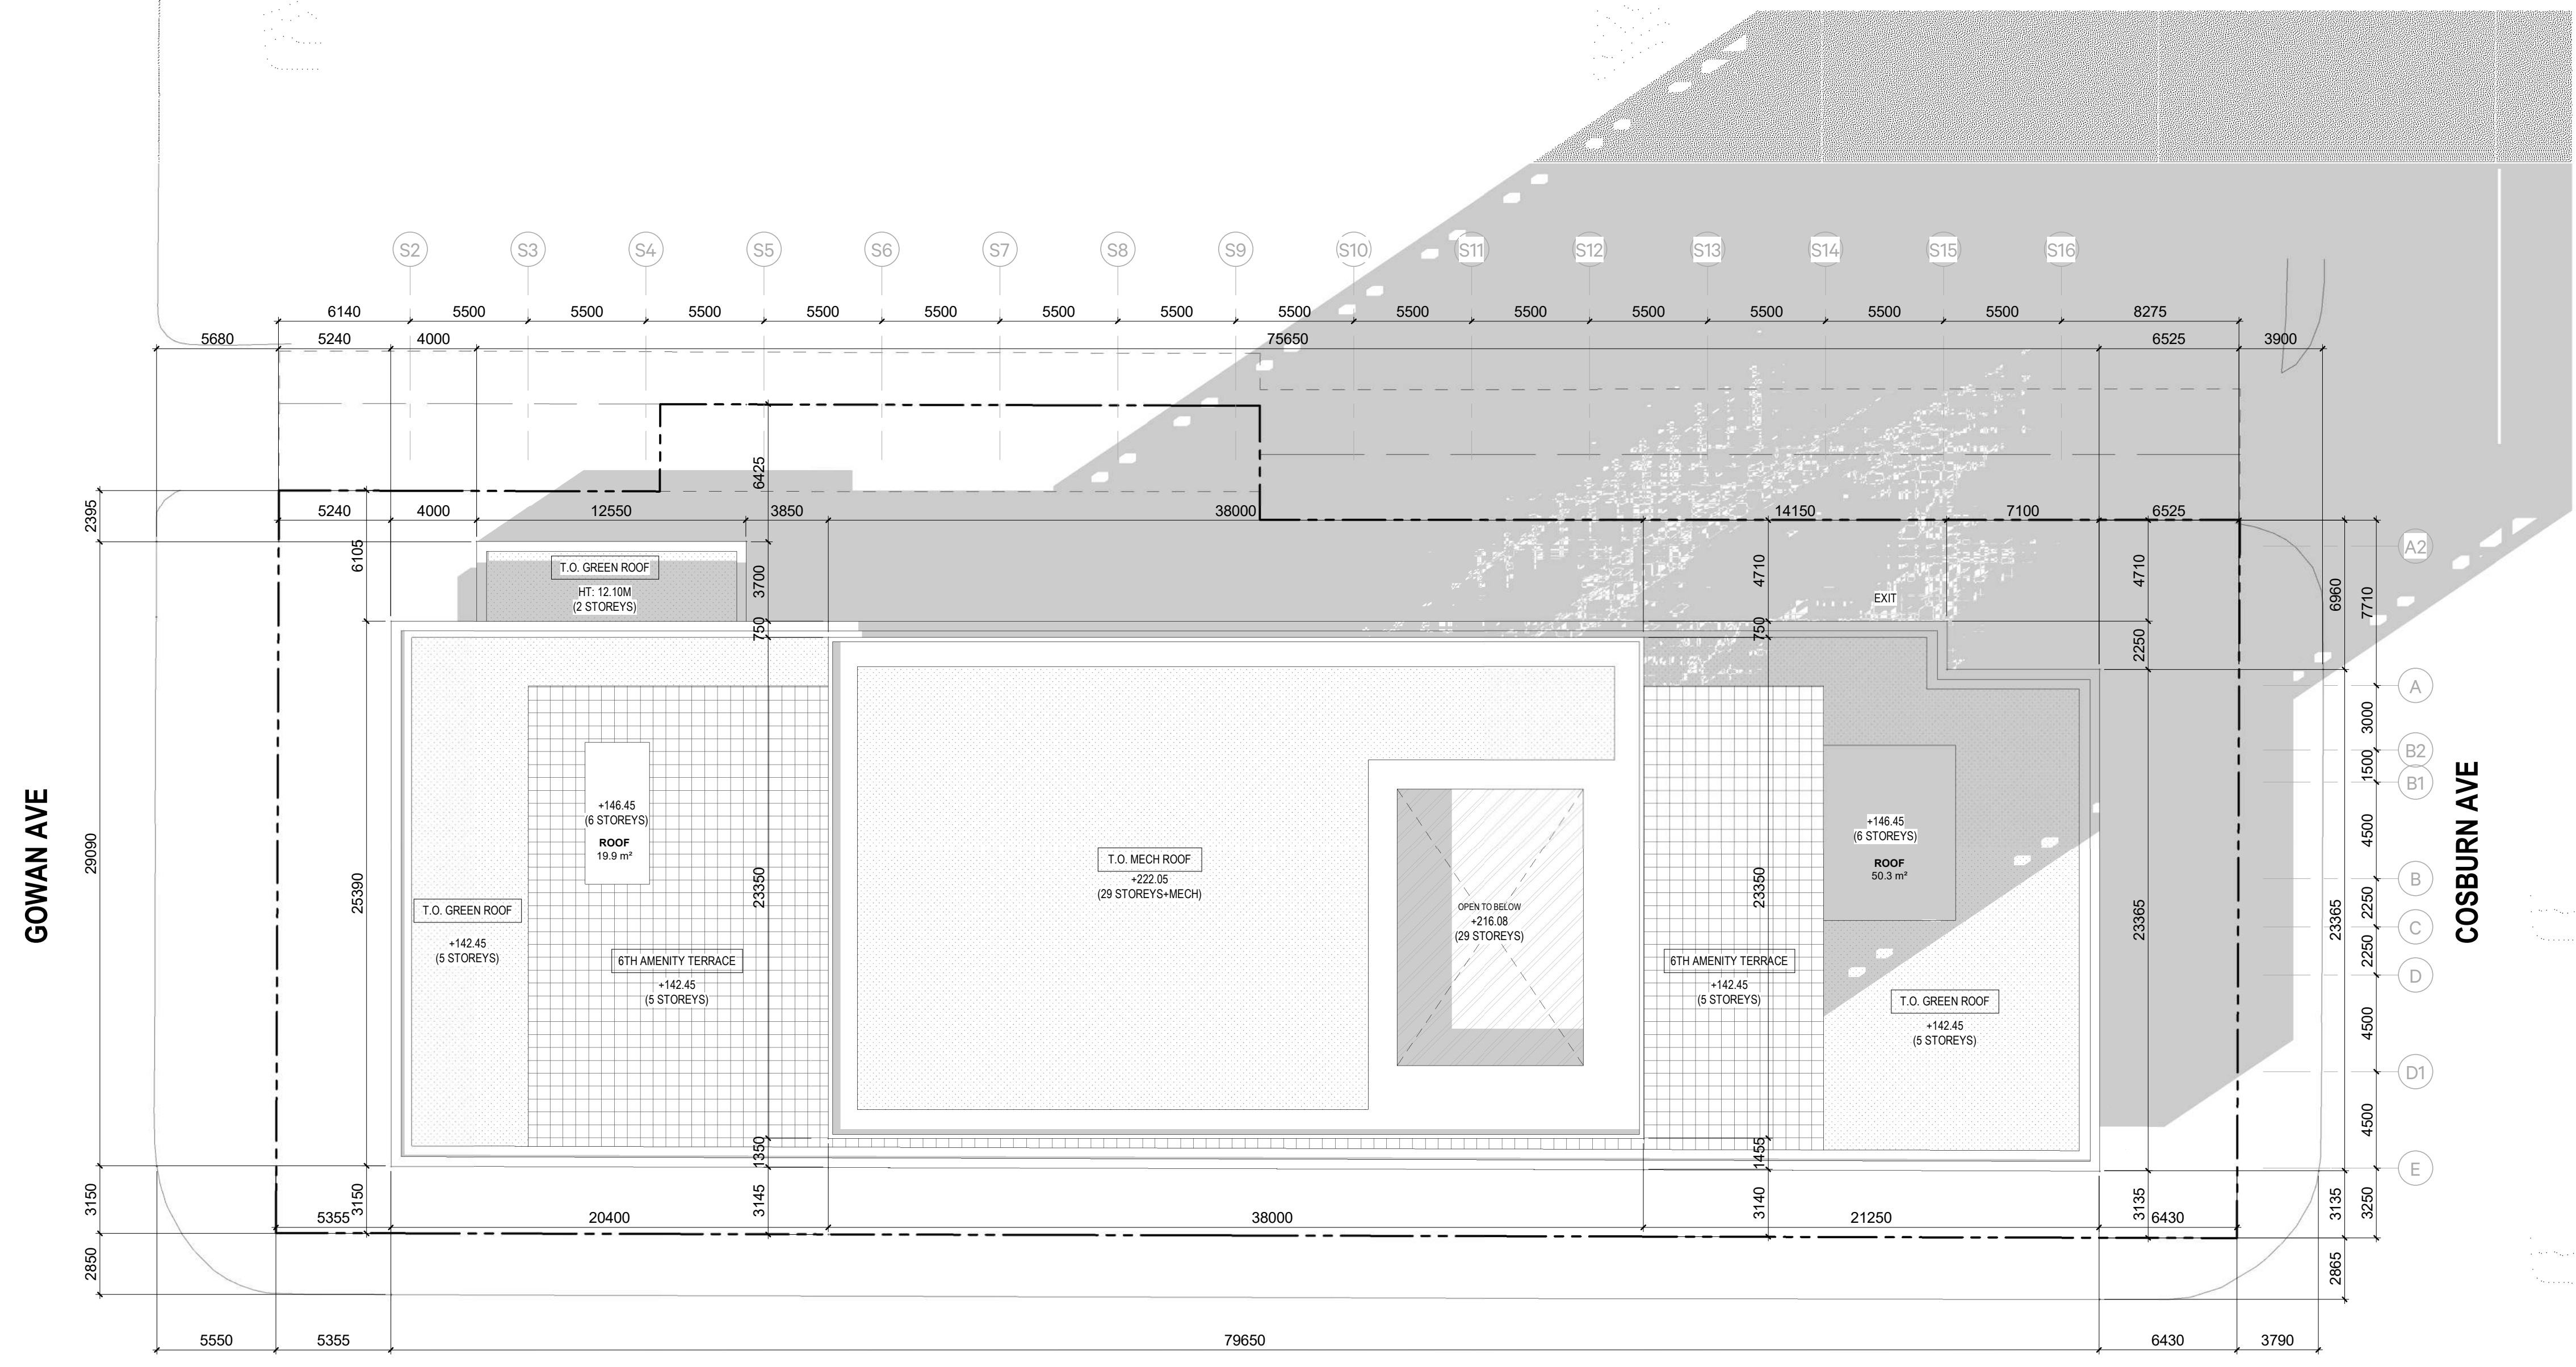 S2 S3 S4 S5 S6 S7 S8 S9 S10 S11 S12 S13 S14 S15 S16
6140 5500 5500 5500 5500 5500 5500 5500 5500 5500 5500 5500 5500 5500 5500 8275
5680 5240 4000 75650 6525 3900
5240 4000 12550 3850 38000 14150 7100 6525
2395
29090
3150
2850
6105
25390
3150
6425
3700
750
23350
1350
3145
4710
750
23350
1455
3140
4710
2250
23365
3135
6960
23365
3135
2865
7710
3000
1500
4500
2250
2250
4500
4500
3250
A2
A
B2
B1
B
C
D
D1
E
GOWAN AVE
COSBURN AVE
T.O. GREEN ROOF
HT: 12.10M
(2 STOREYS)
EXIT
+146.45
(6 STOREYS)
ROOF
19.9 m²
T.O. GREEN ROOF
+142.45
(5 STOREYS)
6TH AMENITY TERRACE
+142.45
(5 STOREYS)
T.O. MECH ROOF
+222.05
(29 STOREYS+MECH)
OPEN TO BELOW
+216.08
(29 STOREYS)
6TH AMENITY TERRACE
+142.45
(5 STOREYS)
+146.45
(6 STOREYS)
ROOF
50.3 m²
T.O. GREEN ROOF
+142.45
(5 STOREYS)
5355 20400 38000 21250 6430
5550 5355 79650 6430 3790